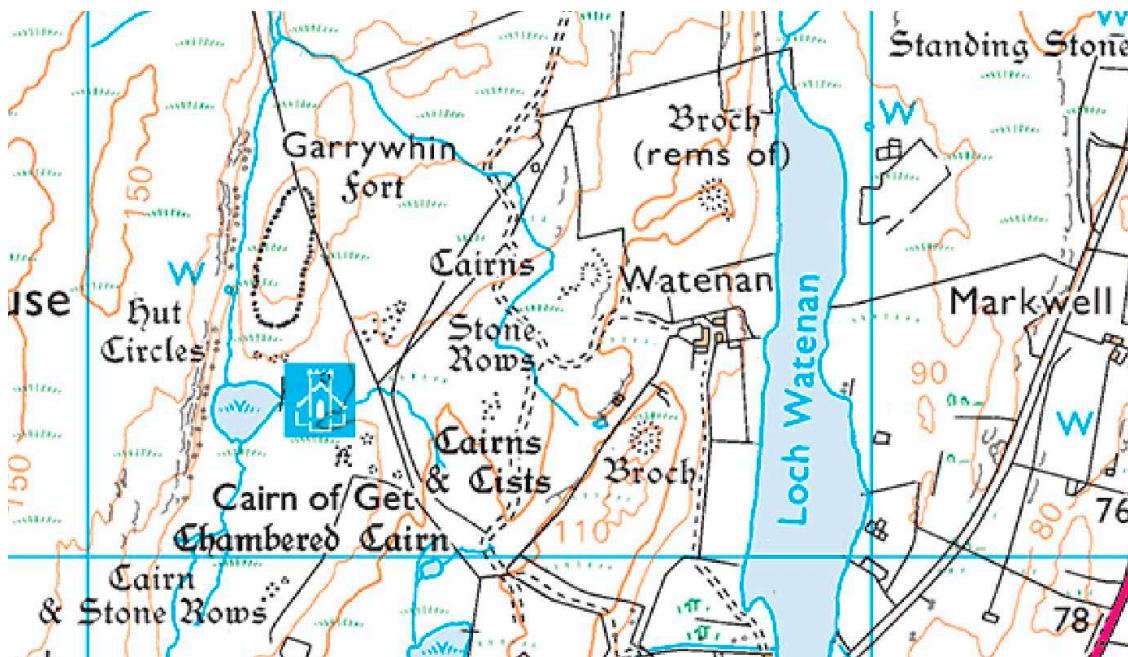 W
Standing Stone
W
Broch
(rems of)
Garrywhin
fort
150
Cairns
Watenan
W
use
Hut
Circles
Stone
Rows
Markwell
Loch Watenan
90
W
Cairns
& Cists
Broch
150
Cairn of Get
Chambered Cairn
110
80
76
Cairn
& Stone Rows
78